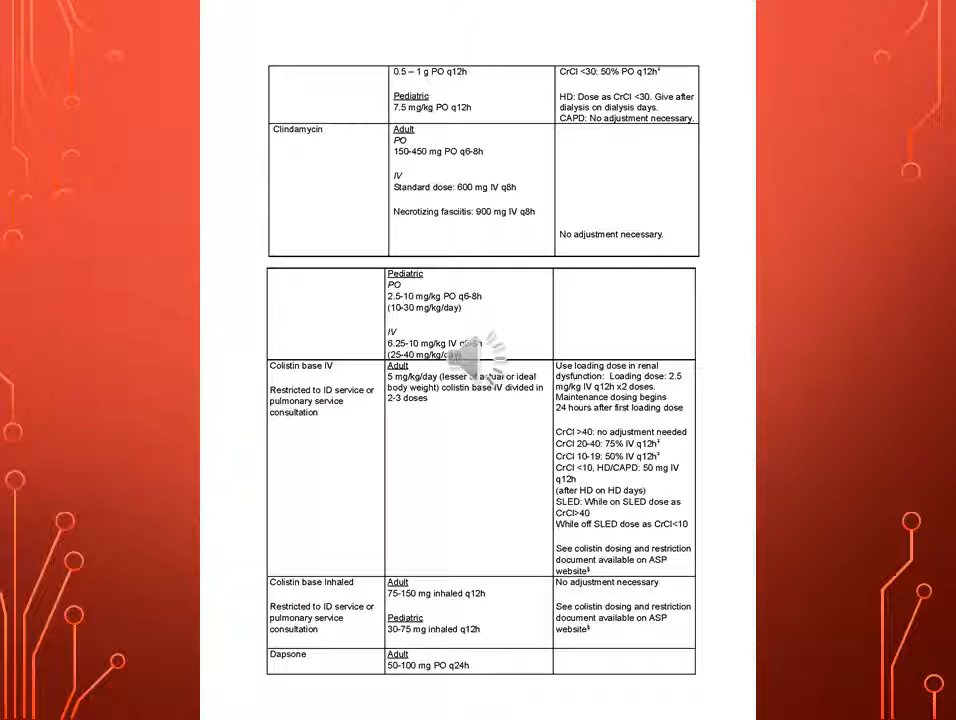 0.5 – 1 g PO q12h
Pediatric
7.5 mg/kg PO q12h
CrCl <30: 50% PO q12h‡
HD: Dose as CrCl <30. Give after
dialysis on dialysis days.
CAPD: No adjustment necessary.
Clindamycin
Adult
PO
150-450 mg PO q6-8h
IV
Standard dose: 600 mg IV q8h
Necrotizing fasciitis: 900 mg IV q8h
No adjustment necessary.
Pediatric
PO
2.5-10 mg/kg PO q6-8h
(10-30 mg/kg/day)
IV
6.25-10 mg/kg IV
(25-40 mg/kg/day)
Colistin base IV
Restricted to ID service or
pulmonary service
consultation
Adult
5 mg/kg/day (lesser of actual or ideal
body weight) colistin base IV divided in
2-3 doses
Use loading dose in renal
dysfunction: Loading dose: 2.5
mg/kg IV q12h x2 doses.
Maintenance dosing begins
24 hours after first loading dose
CrCl >40: no adjustment needed
CrCl 20-40: 75% IV q12h‡
CrCl 10-19: 50% IV q12h‡
CrCl <10, HD/CAPD: 50 mg IV
q12h
(after HD on HD days)
SLED: While on SLED dose as
CrCl>40
While off SLED dose as CrCl<10
See colistin dosing and restriction
document available on ASP
website§
Colistin base Inhaled
Restricted to ID service or
pulmonary service
consultation
Adult
75-150 mg inhaled q12h
Pediatric
30-75 mg inhaled q12h
No adjustment necessary
See colistin dosing and restriction
document available on ASP
website§
Dapsone
Adult
50-100 mg PO q24h